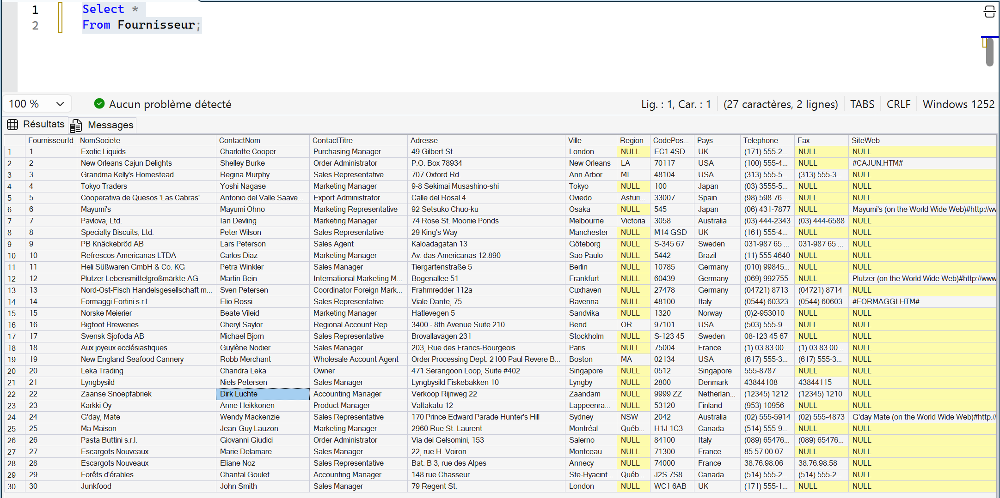 1 Select *
2 From Fournisseur;
100 % Aucun problème détecté Lig. : 1, Car. : 1 (27 caractères, 2 lignes) TABS CRLF Windows 1252
Résultats Messages
FournisseurId NomSociete ContactNom ContactTitre Adresse Ville Region CodePos... Pays Telephone Fax SiteWeb
1 1 Exotic Liquids Charlotte Cooper Purchasing Manager 49 Gilbert St. London NULL EC1 4SD UK (171) 555-2... NULL NULL
2 2 New Orleans Cajun Delights Shelley Burke Order Administrator P.O. Box 78934 New Orleans LA 70117 USA (100) 555-4... NULL #CAJUN.HTM#
3 3 Grandma Kelly's Homestead Regina Murphy Sales Representative 707 Oxford Rd. Ann Arbor MI 48104 USA (313) 555-5... (313) 555-3... NULL
4 4 Tokyo Traders Yoshi Nagase Marketing Manager 9-8 Sekimai Musashino-shi Tokyo NULL 100 Japan (03) 3555-5... NULL NULL
5 5 Cooperativa de Quesos 'Las Cabras' Antonio del Valle Saave... Export Administrator Calle del Rosal 4 Oviedo Asturi... 33007 Spain (98) 598 76 ... NULL NULL
6 6 Mayumi's Mayumi Ohno Marketing Representative 92 Setsuko Chuo-ku Osaka NULL 545 Japan (06) 431-7877 NULL Mayumi's (on the World Wide Web)#http://ww
7 7 Pavlova, Ltd. Ian Devling Marketing Manager 74 Rose St. Moonie Ponds Melbourne Victoria 3058 Australia (03) 444-2343 (03) 444-6588 NULL
8 8 Specialty Biscuits, Ltd. Peter Wilson Sales Representative 29 King's Way Manchester NULL M14 GSD UK (161) 555-4... NULL NULL
9 9 PB Knäckebröd AB Lars Peterson Sales Agent Kaloadagatan 13 Göteborg NULL S-345 67 Sweden 031-987 65 ... 031-987 65 ... NULL
10 10 Refrescos Americanas LTDA Carlos Diaz Marketing Manager Av. das Americanas 12.890 Sao Paulo NULL 5442 Brazil (11) 555 4640 NULL NULL
11 11 Heli Süßwaren GmbH & Co. KG Petra Winkler Sales Manager Tiergartenstraße 5 Berlin NULL 10785 Germany (010) 99845... NULL NULL
12 12 Plutzer Lebensmittelgroßmärkte AG Martin Bein International Marketing M... Bogenallee 51 Frankfurt NULL 60439 Germany (069) 992755 NULL Plutzer (on the World Wide Web)#http://www
13 13 Nord-Ost-Fisch Handelsgesellschaft m... Sven Petersen Coordinator Foreign Mark... Frahmredder 112a Cuxhaven NULL 27478 Germany (04721) 8713 (04721) 8714 NULL
14 14 Formaggi Fortini s.r.l. Elio Rossi Sales Representative Viale Dante, 75 Ravenna NULL 48100 Italy (0544) 60323 (0544) 60603 #FORMAGGI.HTM#
15 15 Norske Meierier Beate Vileid Marketing Manager Hatlevegen 5 Sandvika NULL 1320 Norway (0)2-953010 NULL NULL
16 16 Bigfoot Breweries Cheryl Saylor Regional Account Rep. 3400 - 8th Avenue Suite 210 Bend OR 97101 USA (503) 555-9... NULL NULL
17 17 Svensk Sjöföda AB Michael Björn Sales Representative Brovallavägen 231 Stockholm NULL S-123 45 Sweden 08-123 45 67 NULL NULL
18 18 Aux joyeux ecclésiastiques Guylène Nodier Sales Manager 203, Rue des Francs-Bourgeois Paris NULL 75004 France (1) 03.83.00... (1) 03.83.00... NULL
19 19 New England Seafood Cannery Robb Merchant Wholesale Account Agent Order Processing Dept. 2100 Paul Revere B... Boston MA 02134 USA (617) 555-3... (617) 555-3... NULL
20 20 Leka Trading Chandra Leka Owner 471 Serangoon Loop, Suite #402 Singapore NULL 0512 Singapore 555-8787 NULL NULL
21 21 Lyngbysild Niels Petersen Sales Manager Lyngbysild Fiskebakken 10 Lyngby NULL 2800 Denmark 43844108 43844115 NULL
22 22 Zaanse Snoepfabriek Dirk Luchte Accounting Manager Verkoop Rijnweg 22 Zaandam NULL 9999 ZZ Netherlan... (12345) 1212 (12345) 1210 NULL
23 23 Karkki Oy Anne Heikkonen Product Manager Valtakatu 12 Lappeenra... NULL 53120 Finland (953) 10956 NULL NULL
24 24 G'day, Mate Wendy Mackenzie Sales Representative 170 Prince Edward Parade Hunter's Hill Sydney NSW 2042 Australia (02) 555-5914 (02) 555-4873 G'day Mate (on the World Wide Web)#http://
25 25 Ma Maison Jean-Guy Lauzon Marketing Manager 2960 Rue St. Laurent Montréal Québ... H1J 1C3 Canada (514) 555-9... NULL NULL
26 26 Pasta Buttini s.r.l. Giovanni Giudici Order Administrator Via dei Gelsomini, 153 Salerno NULL 84100 Italy (089) 65476... (089) 65476... NULL
27 27 Escargots Nouveaux Marie Delamare Sales Manager 22, rue H. Voiron Montceau NULL 71300 France 85.57.00.07 NULL NULL
28 28 Escargots Nouveaux Eliane Noz Sales Representative Bat. B 3, rue des Alpes Annecy NULL 74000 France 38.76.98.06 38.76.98.58 NULL
29 29 Forêts d'érables Chantal Goulet Accounting Manager 148 rue Chasseur Ste-Hyacint... Québ... J2S 7S8 Canada (514) 555-2... (514) 555-2... NULL
30 30 Junkfood John Smith Sales Manager 79 Regent St. London NULL WC1 6AB UK (171) 555-1... NULL NULL